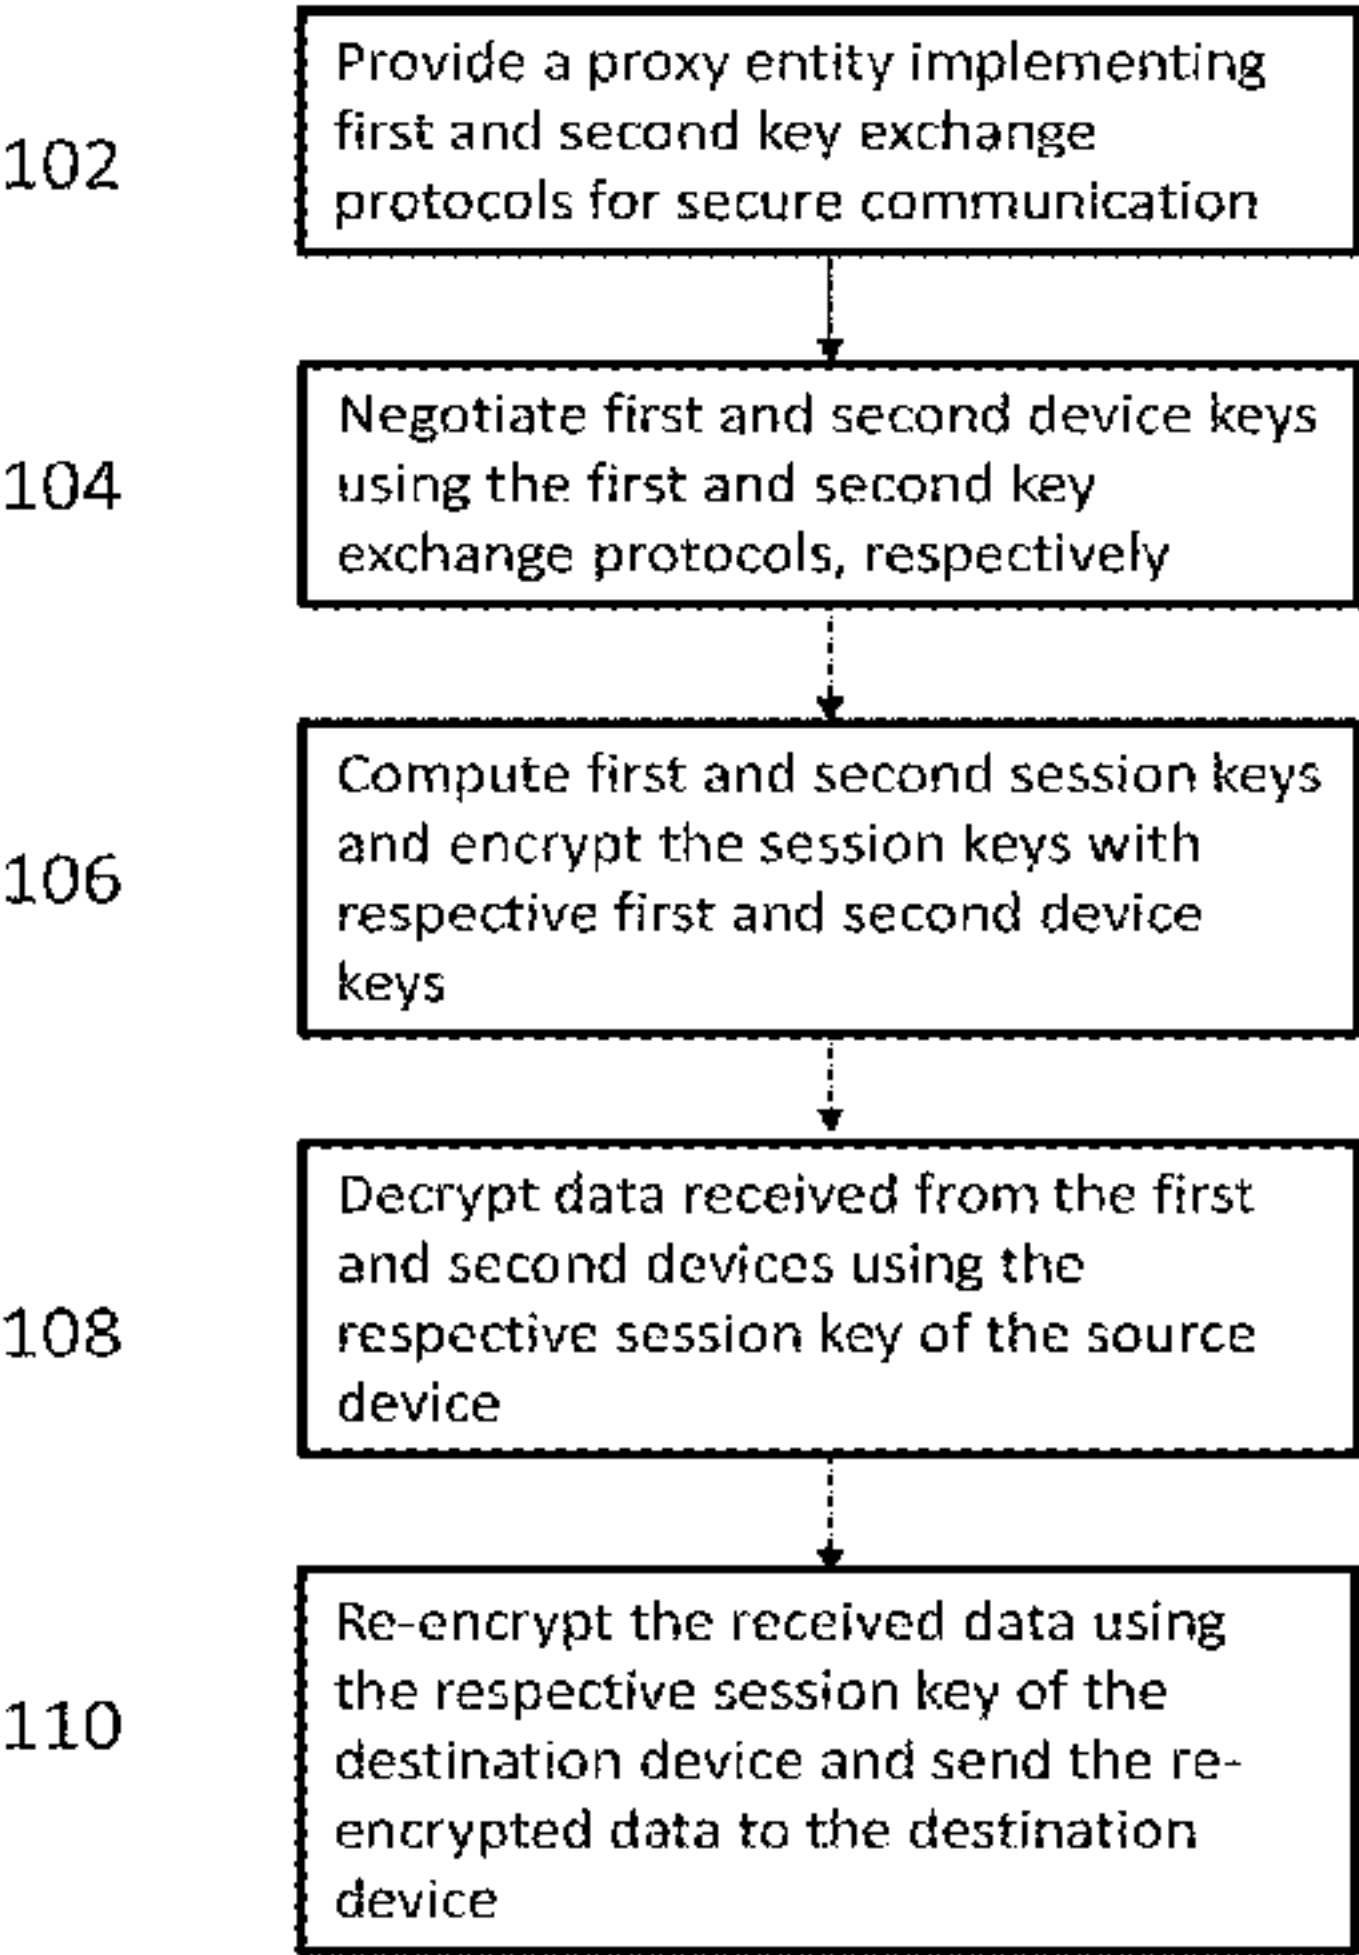 102
Provide a proxy entity implementing
first and second key exchange
protocols for secure communication
104
Negotiate first and second device keys
using the first and second key
exchange protocols, respectively
106
Compute first and second session keys
and encrypt the session keys with
respective first and second device
keys
108
Decrypt data received from the first
and second devices using the
respective session key of the source
device
110
Re-encrypt the received data using
the respective session key of the
destination device and send the re-
encrypted data to the destination
device